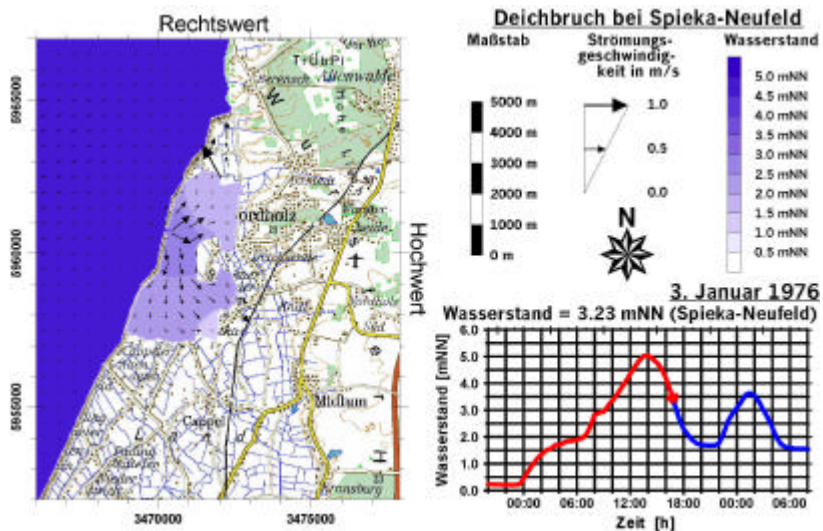 Rechtswert
Deichbruch bei Spieka-Neufeld
Maßstab
Strömungs-
geschwindig-
keit in m/s
Wasserstand
5000 m
4000 m
3000 m
2000 m
1000 m
0 m
1.0
0.5
0.0
5.0 mNN
4.5 mNN
4.0 mNN
3.5 mNN
3.0 mNN
2.5 mNN
2.0 mNN
1.5 mNN
1.0 mNN
0.5 mNN
N
5965000
5960000
5955000
Hochwert
ordholz
Midlum
Cappel
3470000
3475000
3. Januar 1976
Wasserstand = 3.23 mNN (Spieka-Neufeld)
Wasserstand [mNN]
6.0
5.0
4.0
3.0
2.0
1.0
0.0
00:00
06:00
12:00
18:00
00:00
06:00
Zeit [h]